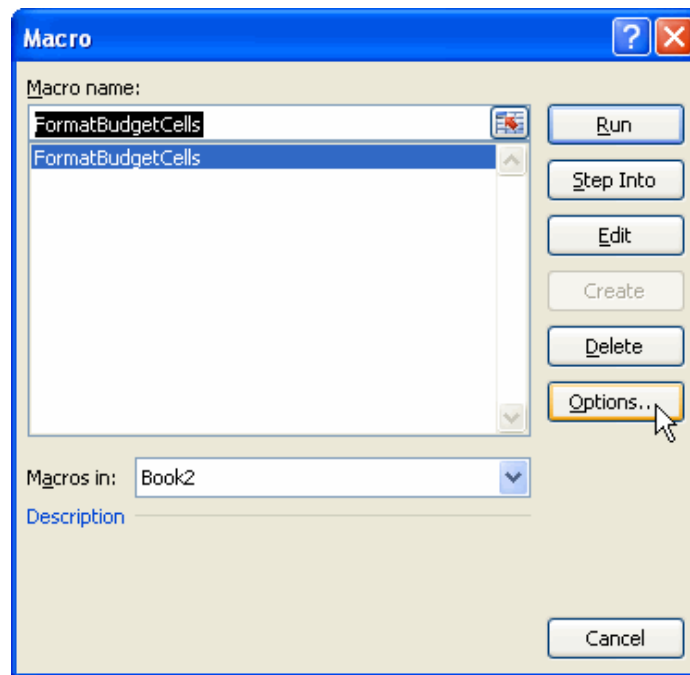 Macro
Macro name:
FormatBudgetCells
FormatBudgetCells
Run
Step Into
Edit
Create
Delete
Options...
Macros in: Book2
Description
Cancel